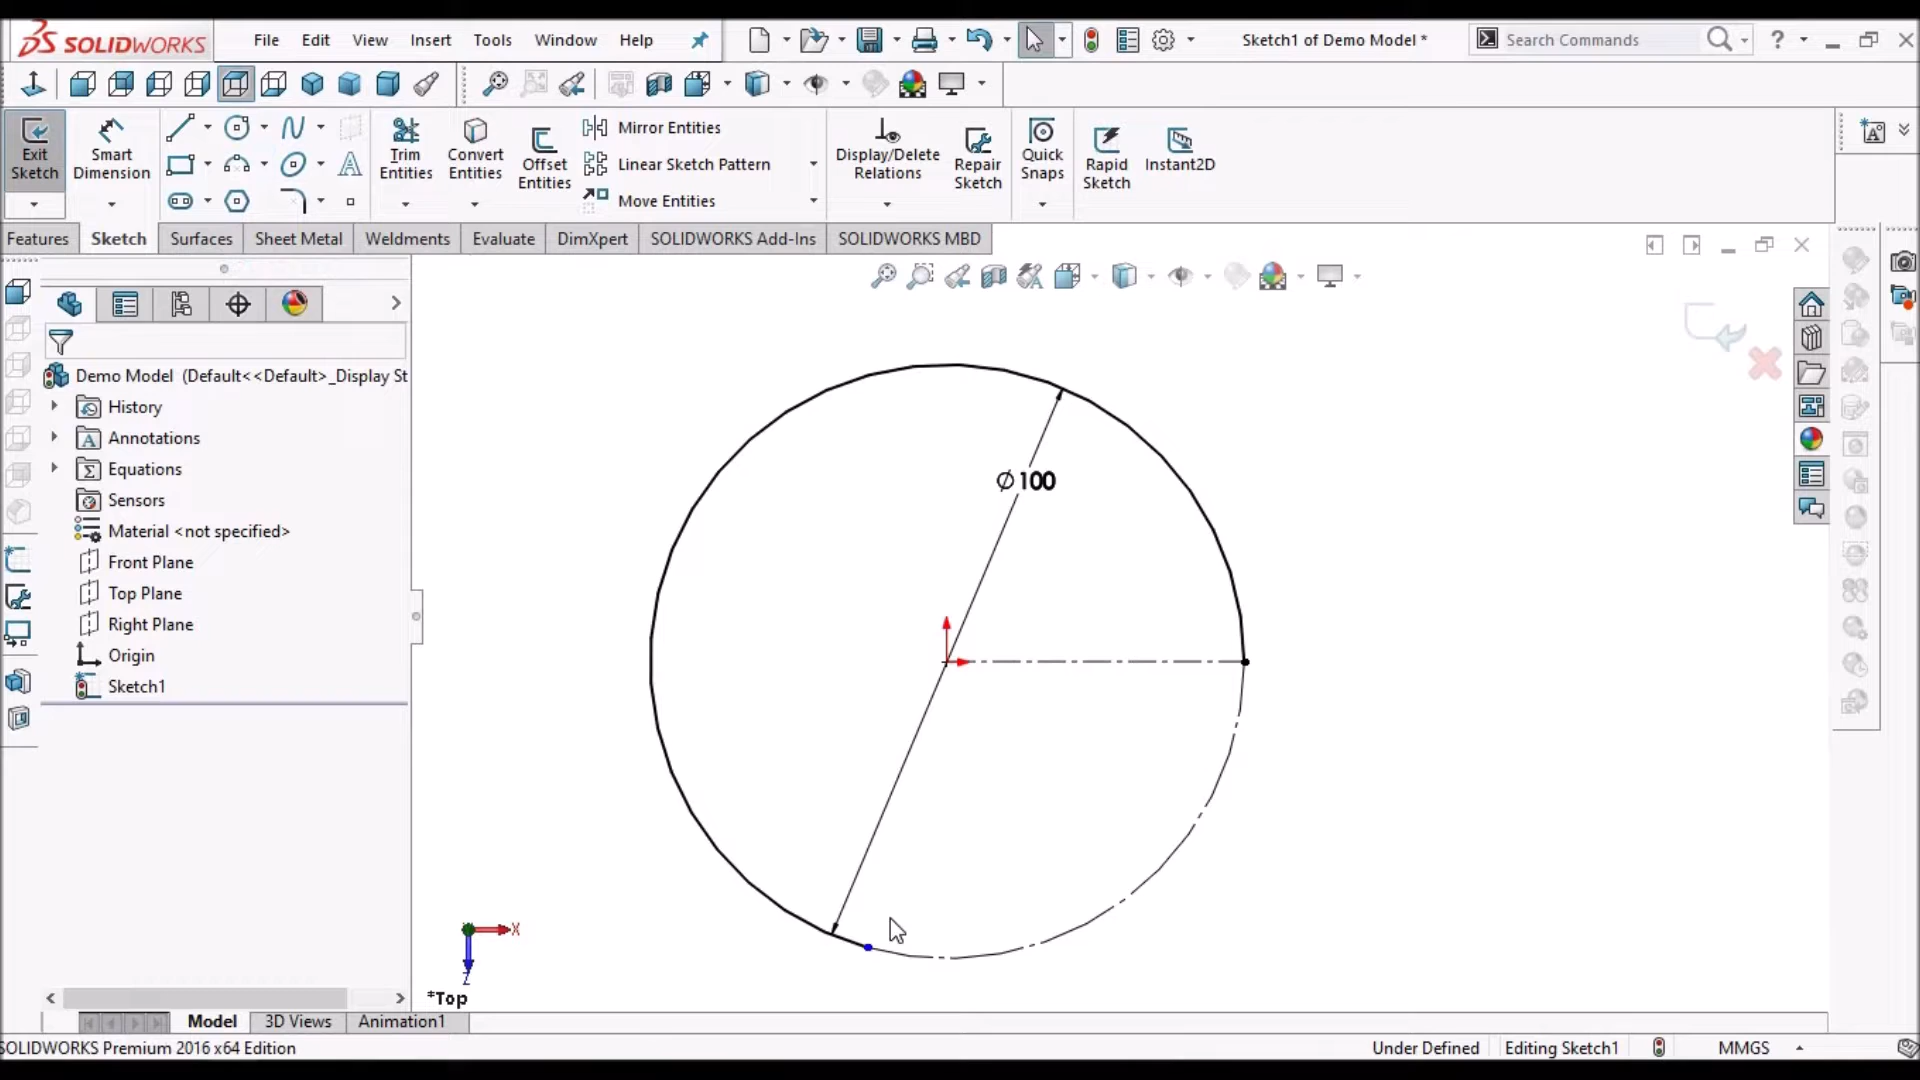 SOLIDWORKS File Edit View Insert Tools Window Help Sketch1 of Demo Model * Search Commands ?
Exit Sketch Smart Dimension Trim Entities Convert Entities Offset Entities Mirror Entities Linear Sketch Pattern Move Entities Display/Delete Relations Repair Sketch Quick Snaps Rapid Sketch Instant2D
Features Sketch Surfaces Sheet Metal Weldments Evaluate DimXpert SOLIDWORKS Add-Ins SOLIDWORKS MBD
Demo Model (Default<<Default>_Display St
History
Annotations
Equations
Sensors
Material <not specified>
Front Plane
Top Plane
Right Plane
Origin
Sketch1
∅100
X
Z
*Top
Model 3D Views Animation1
SOLIDWORKS Premium 2016 x64 Edition Under Defined Editing Sketch1 MMGS